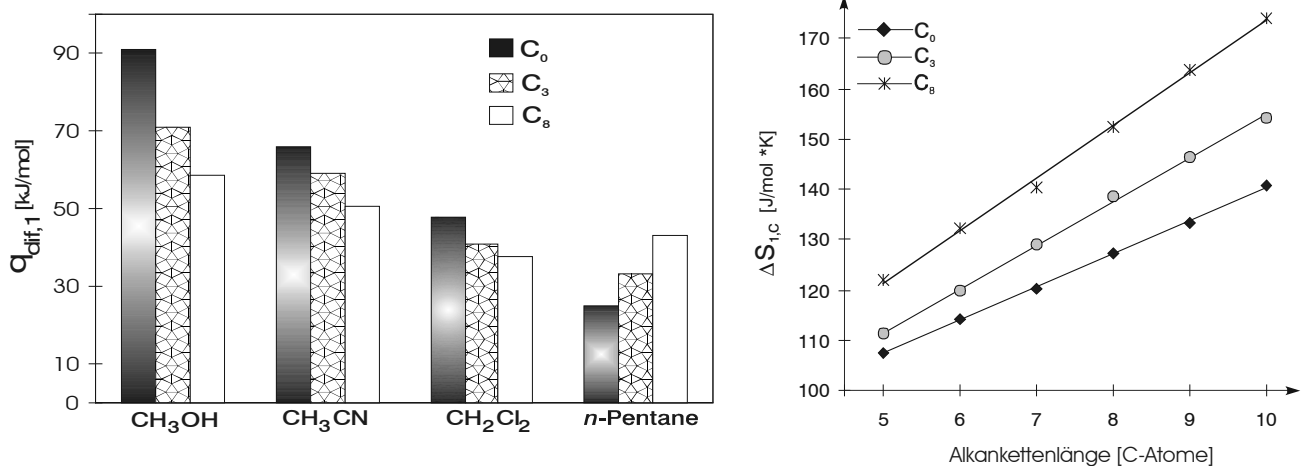 q_dif,1 [kJ/mol]
90
70
50
30
10
0
C₀
C₃
C₈
CH₃OH
CH₃CN
CH₂Cl₂
n-Pentane
ΔS₁,c [J/mol *K]
170
160
150
140
130
120
110
100
C₀
C₃
C₈
5 6 7 8 9 10
Alkankettenlänge [C-Atome]